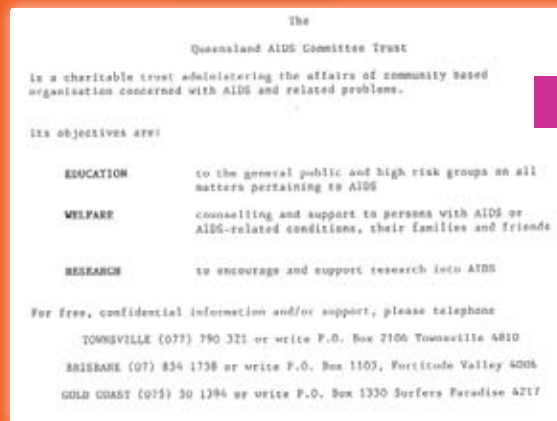 The
Queensland AIDS Committee Trust
is a charitable trust administering the affairs of community based
organisation concerned with AIDS and related problems.
its objectives are:
EDUCATION to the general public and high risk groups on all
matters pertaining to AIDS
WELFARE counselling and support to persons with AIDS or
AIDS-related conditions, their families and friends
RESEARCH to encourage and support research into AIDS
For free, confidential information and/or support, please telephone
TOWNSVILLE (077) 790 321 or write P.O. Box 2106 Townsville 4810
BRISBANE (07) 834 1738 or write P.O. Box 1103, Fortitude Valley 4006
GOLD COAST (075) 30 1394 or write P.O. Box 1330 Surfers Paradise 4217